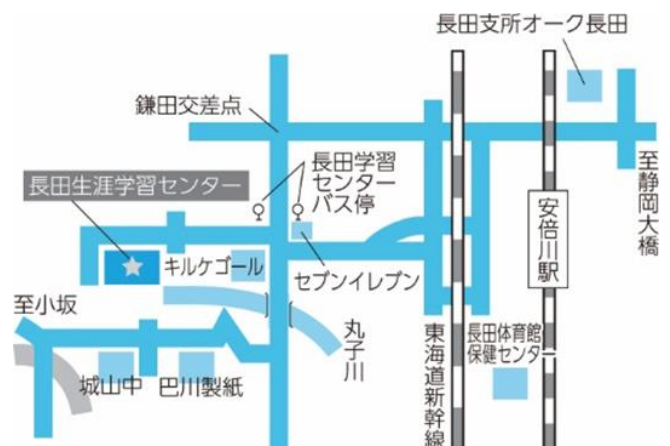 長田支所オーク長田
鎌田交差点
長田学習
センター
バス停
長田生涯学習センター
至静岡大橋
安倍川駅
キルケゴール
セブンイレブン
至小坂
丸子川
東海道新幹線
長田体育館
保健センター
城山中
巴川製紙